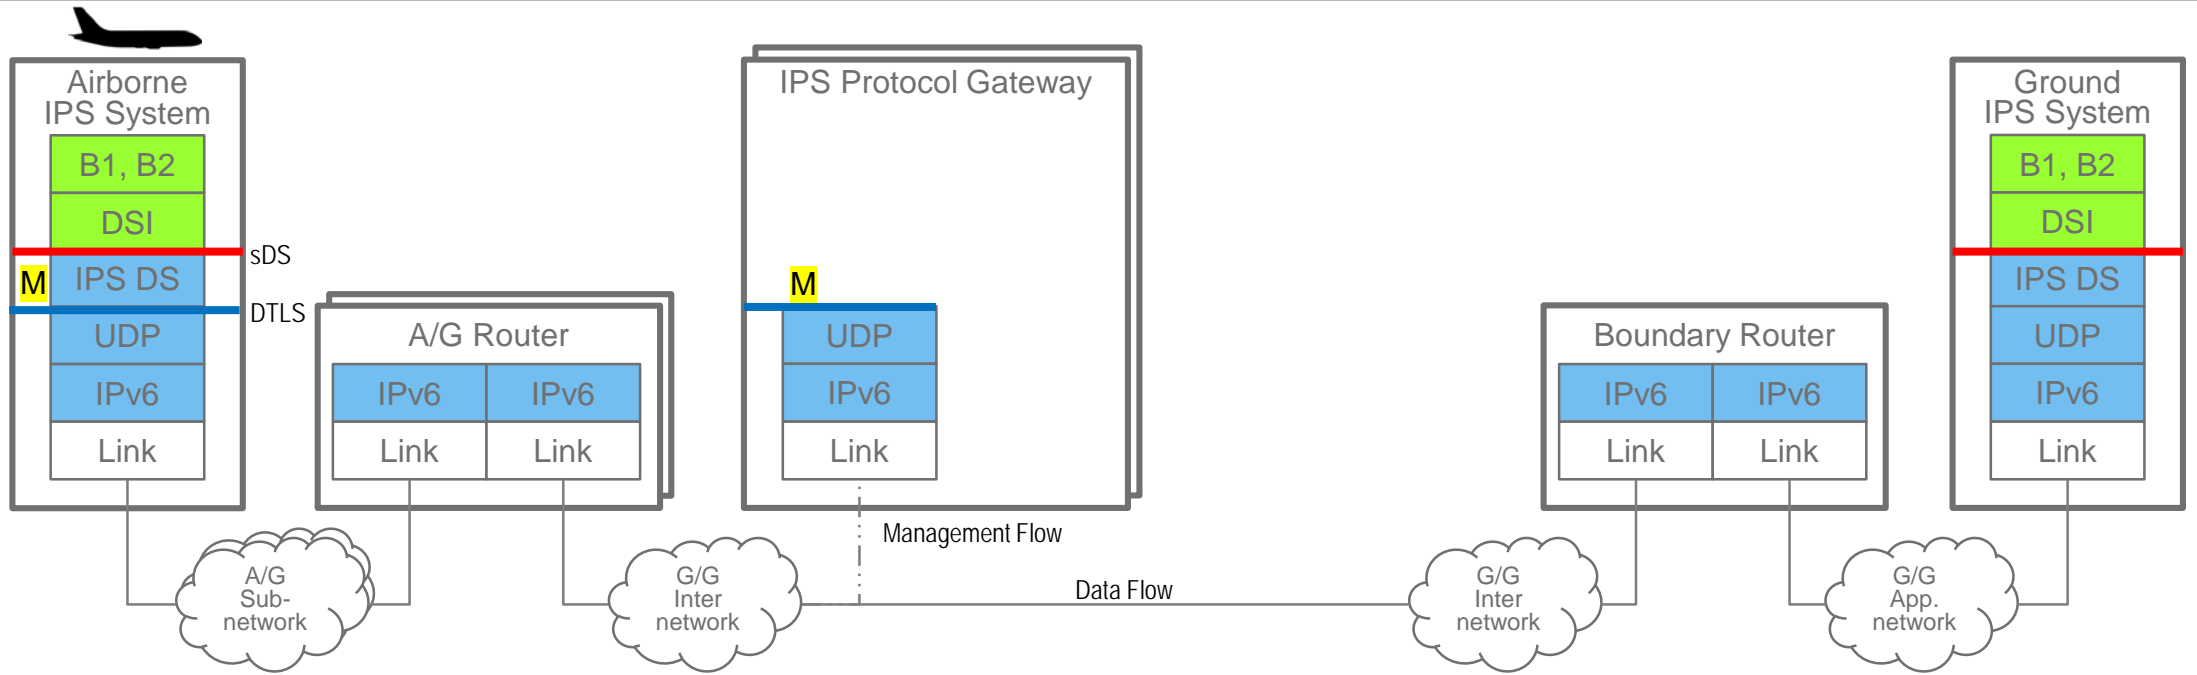 Airborne
IPS System
B1, B2
DSI
sDS
M
IPS DS
DTLS
UDP
IPv6
Link
A/G
Sub-
network
A/G Router
IPv6
IPv6
Link
Link
G/G
Inter
network
IPS Protocol Gateway
M
UDP
IPv6
Link
Management Flow
Data Flow
G/G
Inter
network
Boundary Router
IPv6
IPv6
Link
Link
G/G
App.
network
Ground
IPS System
B1, B2
DSI
IPS DS
UDP
IPv6
Link